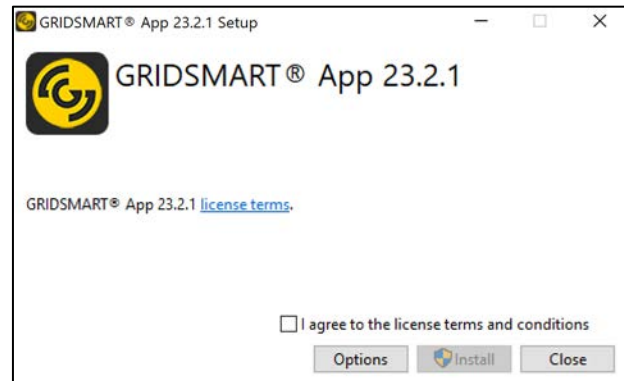 GRIDSMART® App 23.2.1 Setup
GRIDSMART® App 23.2.1
GRIDSMART® App 23.2.1 license terms.
I agree to the license terms and conditions
Options Install Close